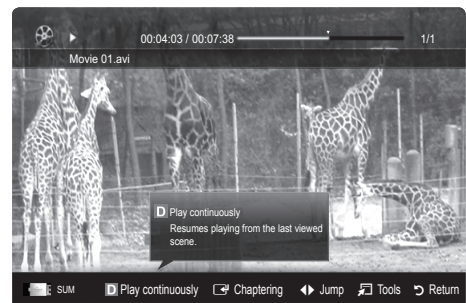 00:04:03 / 00:07:38 1/1
Movie 01.avi
D Play continuously
Resumes playing from the last viewed
scene.
SUM D Play continuously Chaptering Jump Tools Return